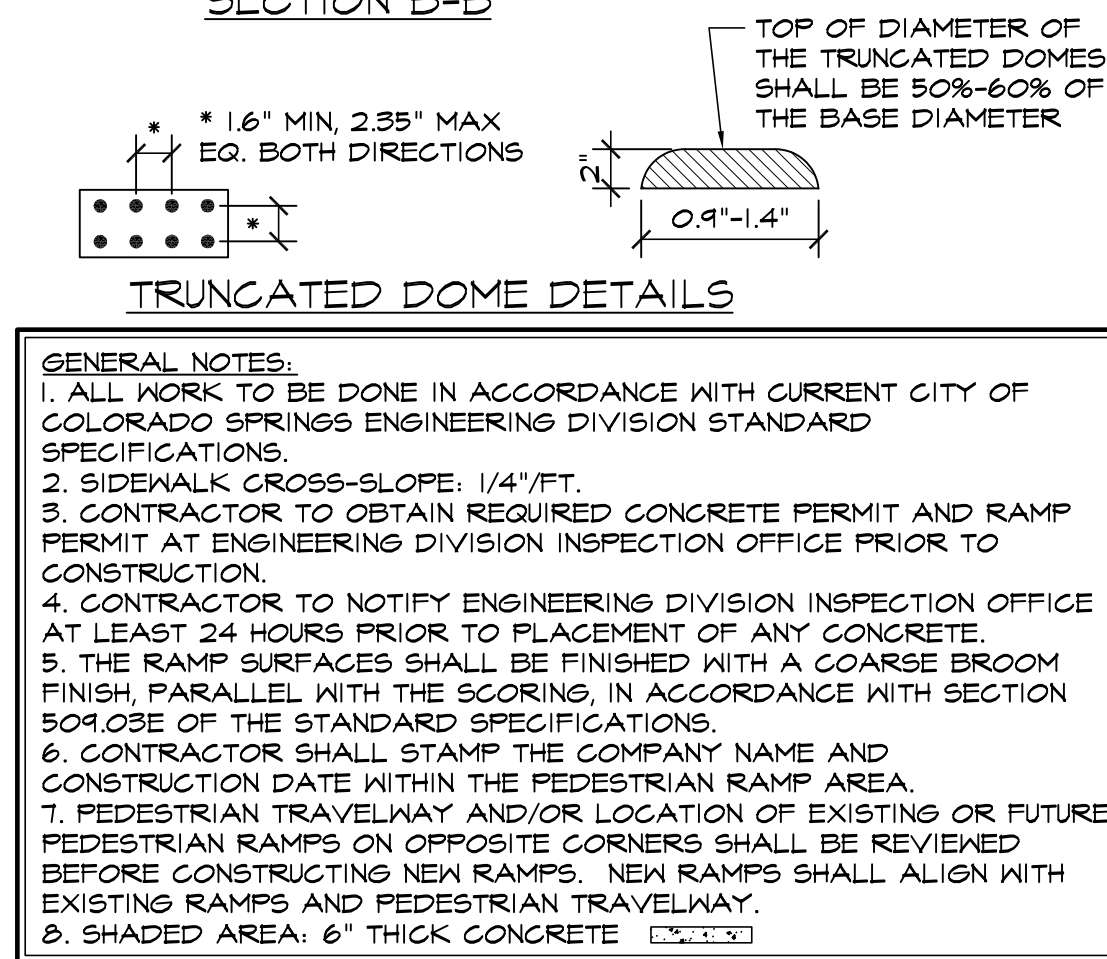 SECTION B-B
TOP OF DIAMETER OF
THE TRUNCATED DOMES
SHALL BE 50%-60% OF
THE BASE DIAMETER
* * 1.6" MIN, 2.35" MAX
EQ. BOTH DIRECTIONS
*
2"
0.9"-1.4"
TRUNCATED DOME DETAILS
GENERAL NOTES:
1. ALL WORK TO BE DONE IN ACCORDANCE WITH CURRENT CITY OF
COLORADO SPRINGS ENGINEERING DIVISION STANDARD
SPECIFICATIONS.
2. SIDEWALK CROSS-SLOPE: 1/4"/FT.
3. CONTRACTOR TO OBTAIN REQUIRED CONCRETE PERMIT AND RAMP
PERMIT AT ENGINEERING DIVISION INSPECTION OFFICE PRIOR TO
CONSTRUCTION.
4. CONTRACTOR TO NOTIFY ENGINEERING DIVISION INSPECTION OFFICE
AT LEAST 24 HOURS PRIOR TO PLACEMENT OF ANY CONCRETE.
5. THE RAMP SURFACES SHALL BE FINISHED WITH A COARSE BROOM
FINISH, PARALLEL WITH THE SCORING, IN ACCORDANCE WITH SECTION
509.03E OF THE STANDARD SPECIFICATIONS.
6. CONTRACTOR SHALL STAMP THE COMPANY NAME AND
CONSTRUCTION DATE WITHIN THE PEDESTRIAN RAMP AREA.
7. PEDESTRIAN TRAVELWAY AND/OR LOCATION OF EXISTING OR FUTURE
PEDESTRIAN RAMPS ON OPPOSITE CORNERS SHALL BE REVIEWED
BEFORE CONSTRUCTING NEW RAMPS. NEW RAMPS SHALL ALIGN WITH
EXISTING RAMPS AND PEDESTRIAN TRAVELWAY.
8. SHADED AREA: 6" THICK CONCRETE